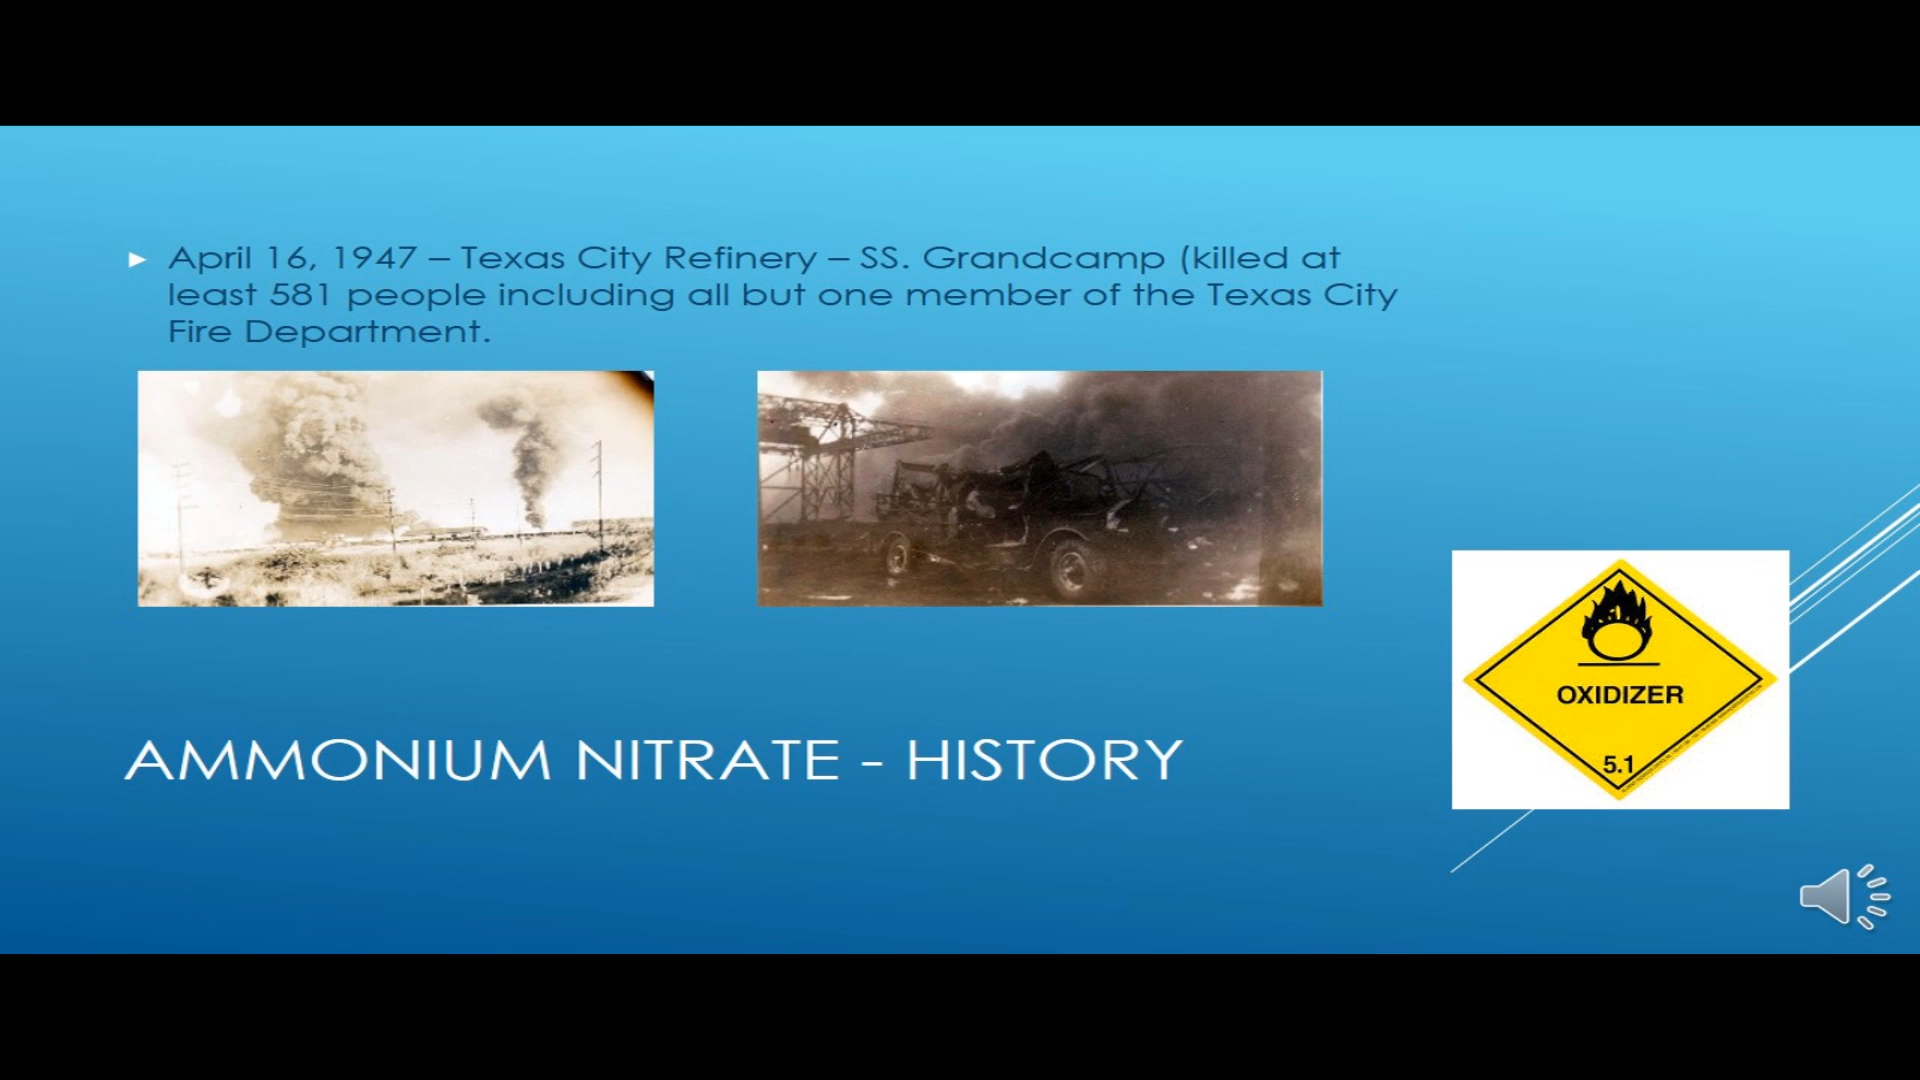 April 16, 1947 – Texas City Refinery – SS. Grandcamp (killed at
least 581 people including all but one member of the Texas City
Fire Department.
OXIDIZER
5.1
AMMONIUM NITRATE - HISTORY